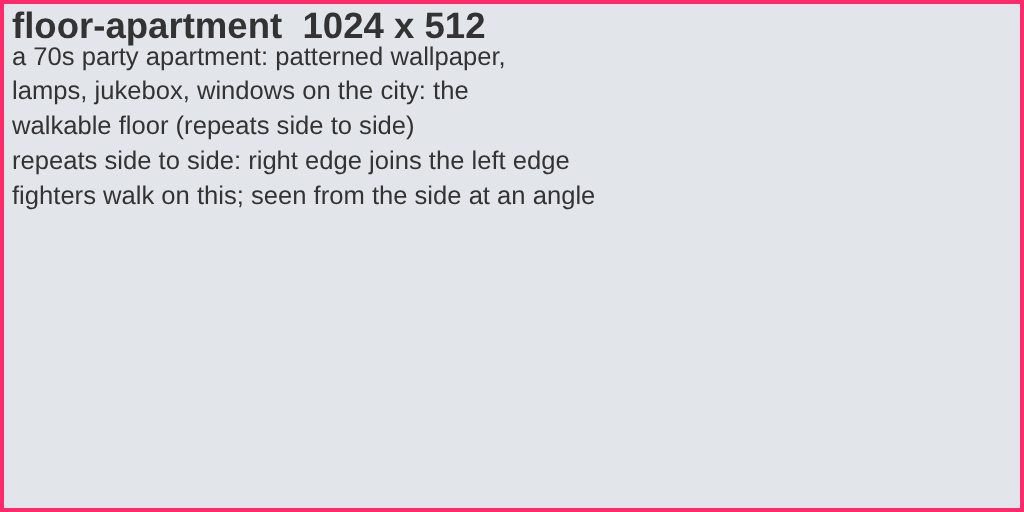 floor-apartment  1024 x 512
a 70s party apartment: patterned wallpaper,
lamps, jukebox, windows on the city: the
walkable floor (repeats side to side)
repeats side to side: right edge joins the left edge
fighters walk on this; seen from the side at an angle